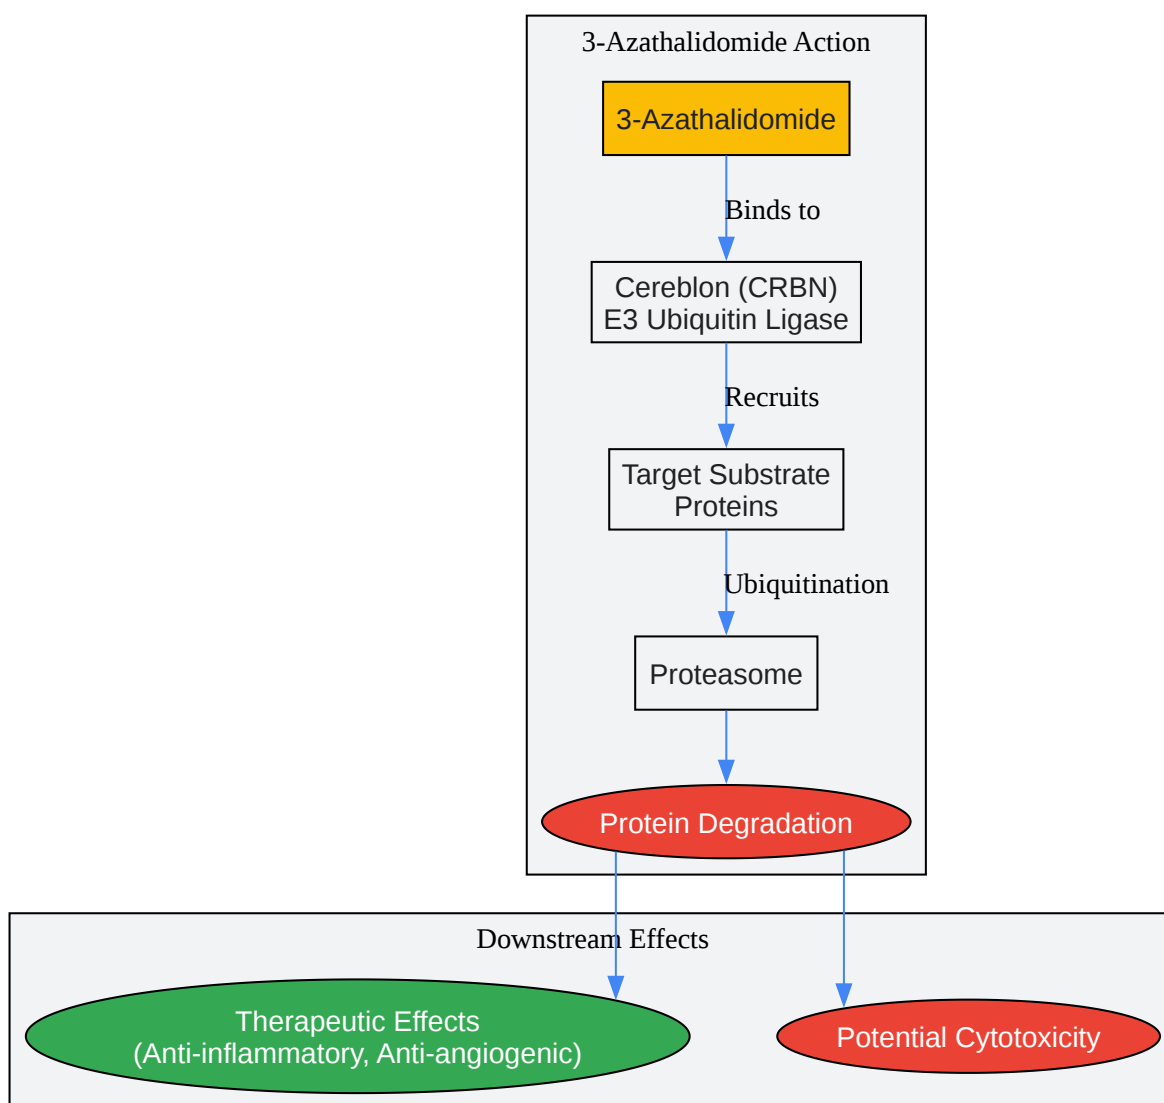 3-Azathalidomide Action
3-Azathalidomide
Binds to
Cereblon (CRBN)
E3 Ubiquitin Ligase
Recruits
Target Substrate
Proteins
Ubiquitination
Proteasome
Protein Degradation
Downstream Effects
Therapeutic Effects
(Anti-inflammatory, Anti-angiogenic)
Potential Cytotoxicity